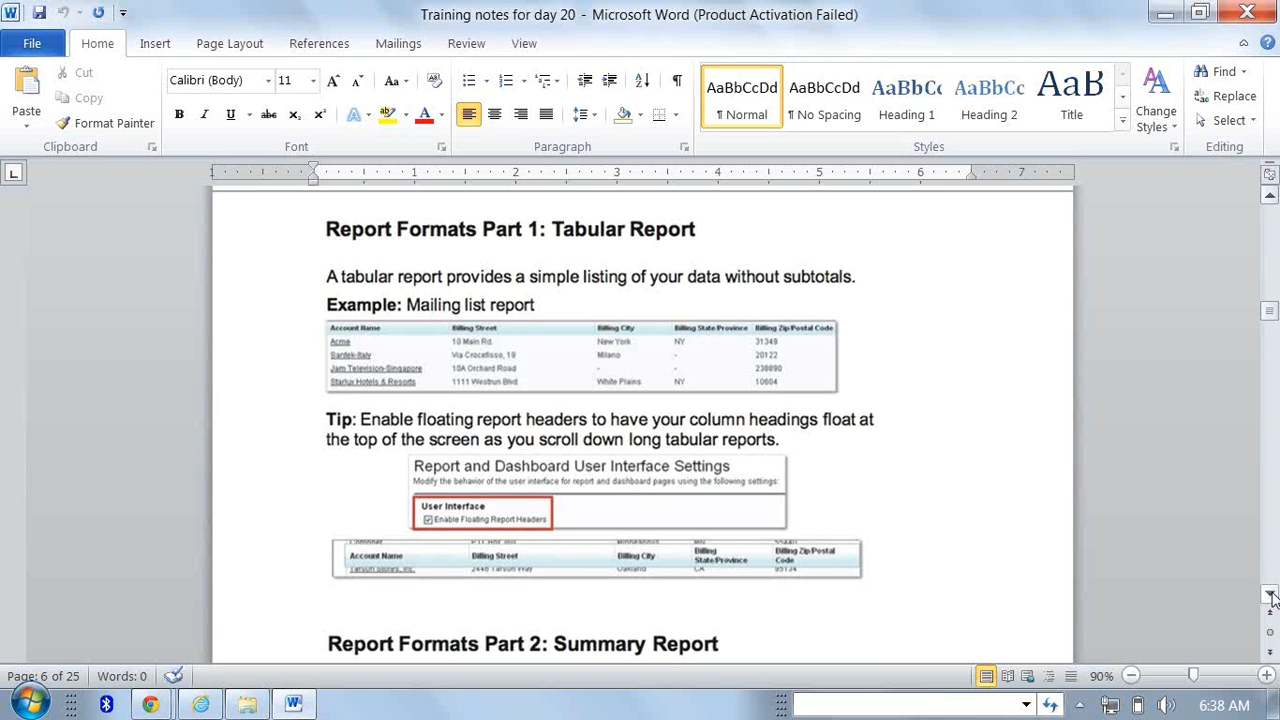 Training notes for day 20 - Microsoft Word (Product Activation Failed)
File Home Insert Page Layout References Mailings Review View
Paste
Cut
Copy
Format Painter
Clipboard
Calibri (Body) 11
Font
Paragraph
AaBbCcDd AaBbCcDd AaBbCc AaBbCc AaB
¶ Normal ¶ No Spacing Heading 1 Heading 2 Title
Change Styles
Styles
Find
Replace
Select
Editing
1 1 2 3 4 5 6 7
Report Formats Part 1: Tabular Report
A tabular report provides a simple listing of your data without subtotals.
Example: Mailing list report
Account Name Billing Street Billing City Billing State/Province Billing Zip/Postal Code
Acme 10 Main Rd. New York NY 31349
Santek-Italy Via Crocefisso, 19 Milano - 20122
Jam Television-Singapore 10A Orchard Road - - 238890
Starlux Hotels & Resorts 1111 Westrun Blvd White Plains NY 10604
Tip: Enable floating report headers to have your column headings float at
the top of the screen as you scroll down long tabular reports.
Report and Dashboard User Interface Settings
Modify the behavior of the user interface for report and dashboard pages using the following settings:
User Interface
Enable Floating Report Headers
Account Name Billing Street Billing City Billing State/Province Billing Zip/Postal Code
Report Formats Part 2: Summary Report
Page: 6 of 25 Words: 0 90%
6:38 AM